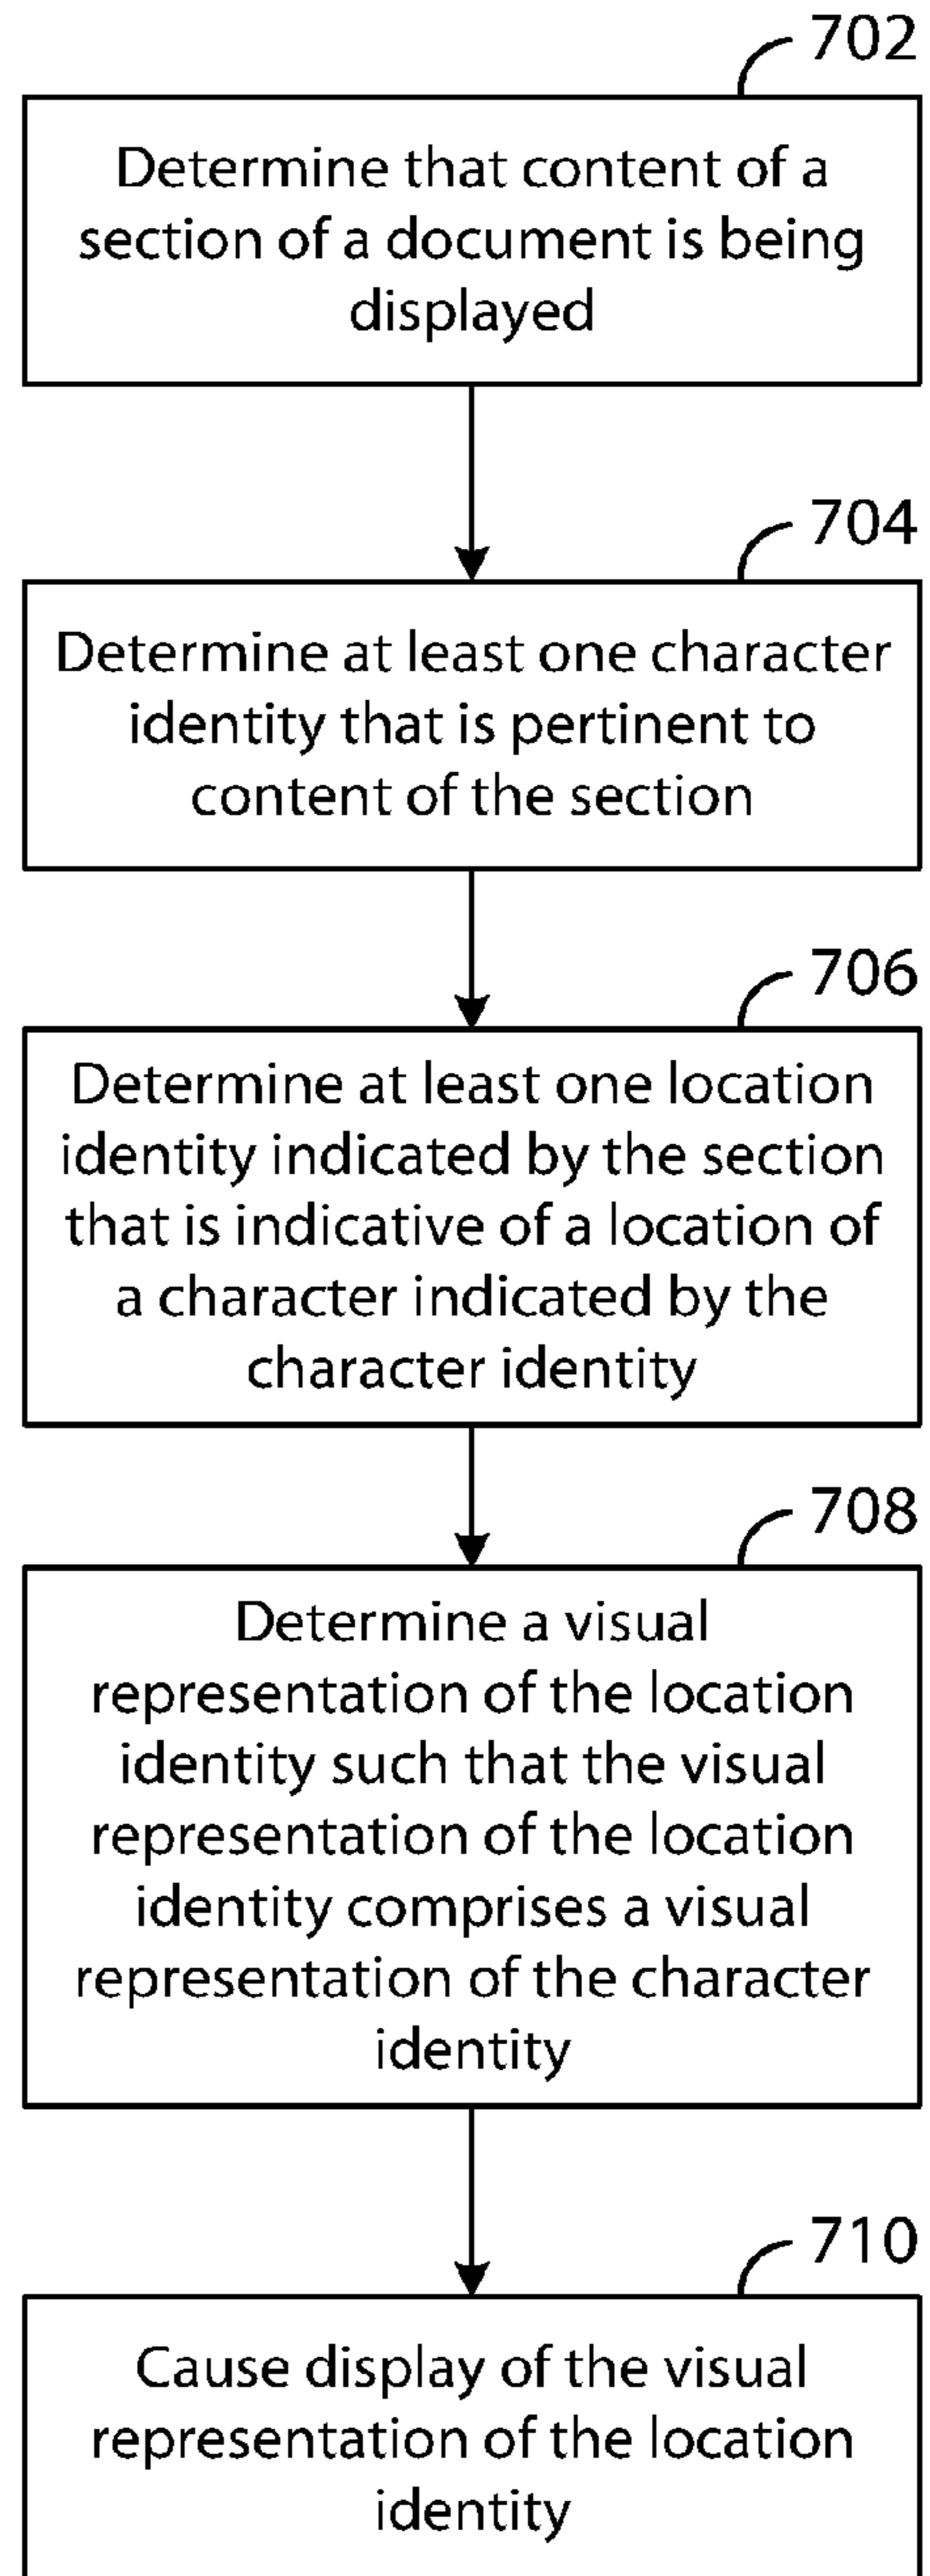 702
Determine that content of a
section of a document is being
displayed
704
Determine at least one character
identity that is pertinent to
content of the section
706
Determine at least one location
identity indicated by the section
that is indicative of a location of
a character indicated by the
character identity
708
Determine a visual
representation of the location
identity such that the visual
representation of the location
identity comprises a visual
representation of the character
identity
710
Cause display of the visual
representation of the location
identity